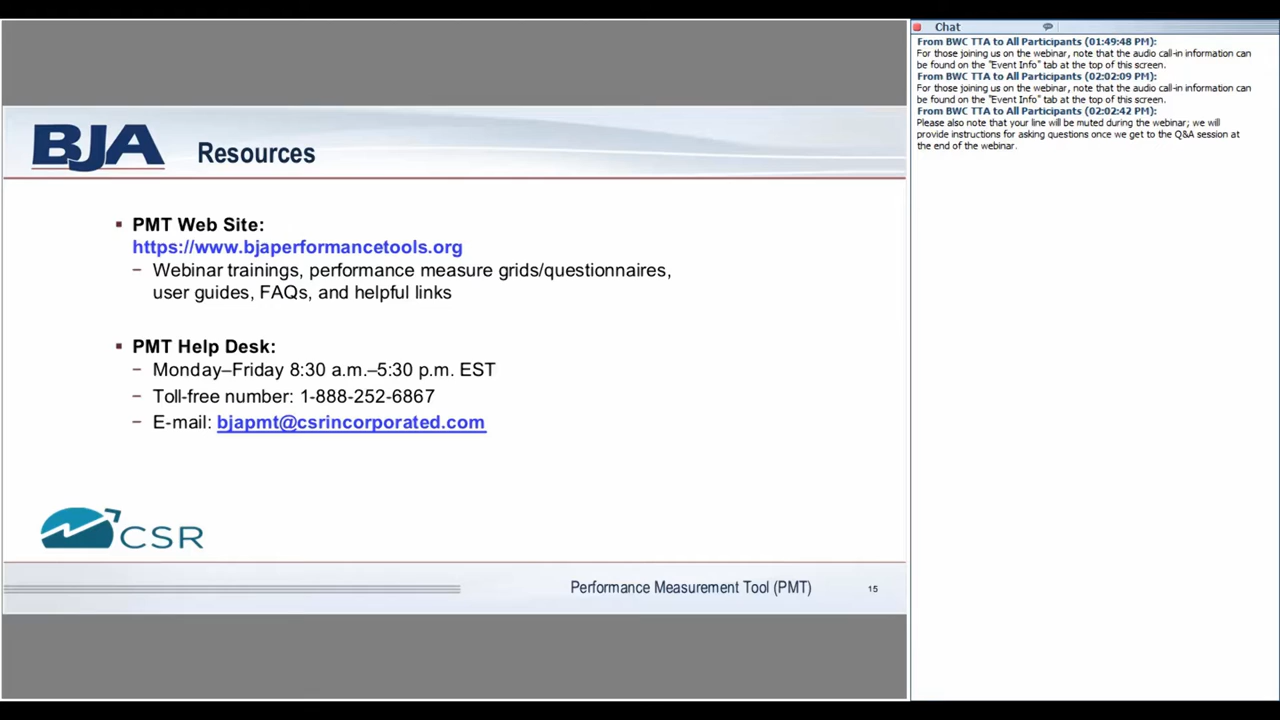 BJA
Resources
▪ PMT Web Site:
https://www.bjaperformancetools.org
− Webinar trainings, performance measure grids/questionnaires,
user guides, FAQs, and helpful links
▪ PMT Help Desk:
− Monday–Friday 8:30 a.m.–5:30 p.m. EST
− Toll-free number: 1-888-252-6867
− E-mail: bjapmt@csrincorporated.com
CSR
Performance Measurement Tool (PMT)
15
Chat
From BWC TTA to All Participants (01:49:48 PM):
For those joining us on the webinar, note that the audio call-in information can
be found on the "Event Info" tab at the top of this screen.
From BWC TTA to All Participants (02:02:09 PM):
For those joining us on the webinar, note that the audio call-in information can
be found on the "Event Info" tab at the top of this screen.
From BWC TTA to All Participants (02:02:42 PM):
Please also note that your line will be muted during the webinar; we will
provide instructions for asking questions once we get to the Q&A session at
the end of the webinar.